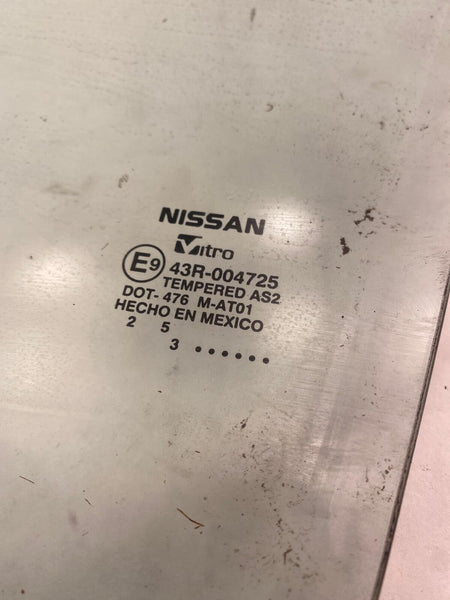 NISSAN
Vitro
E9 43R-004725
TEMPERED AS2
DOT-476 M-AT01
HECHO EN MEXICO
2 5
3 ••••••